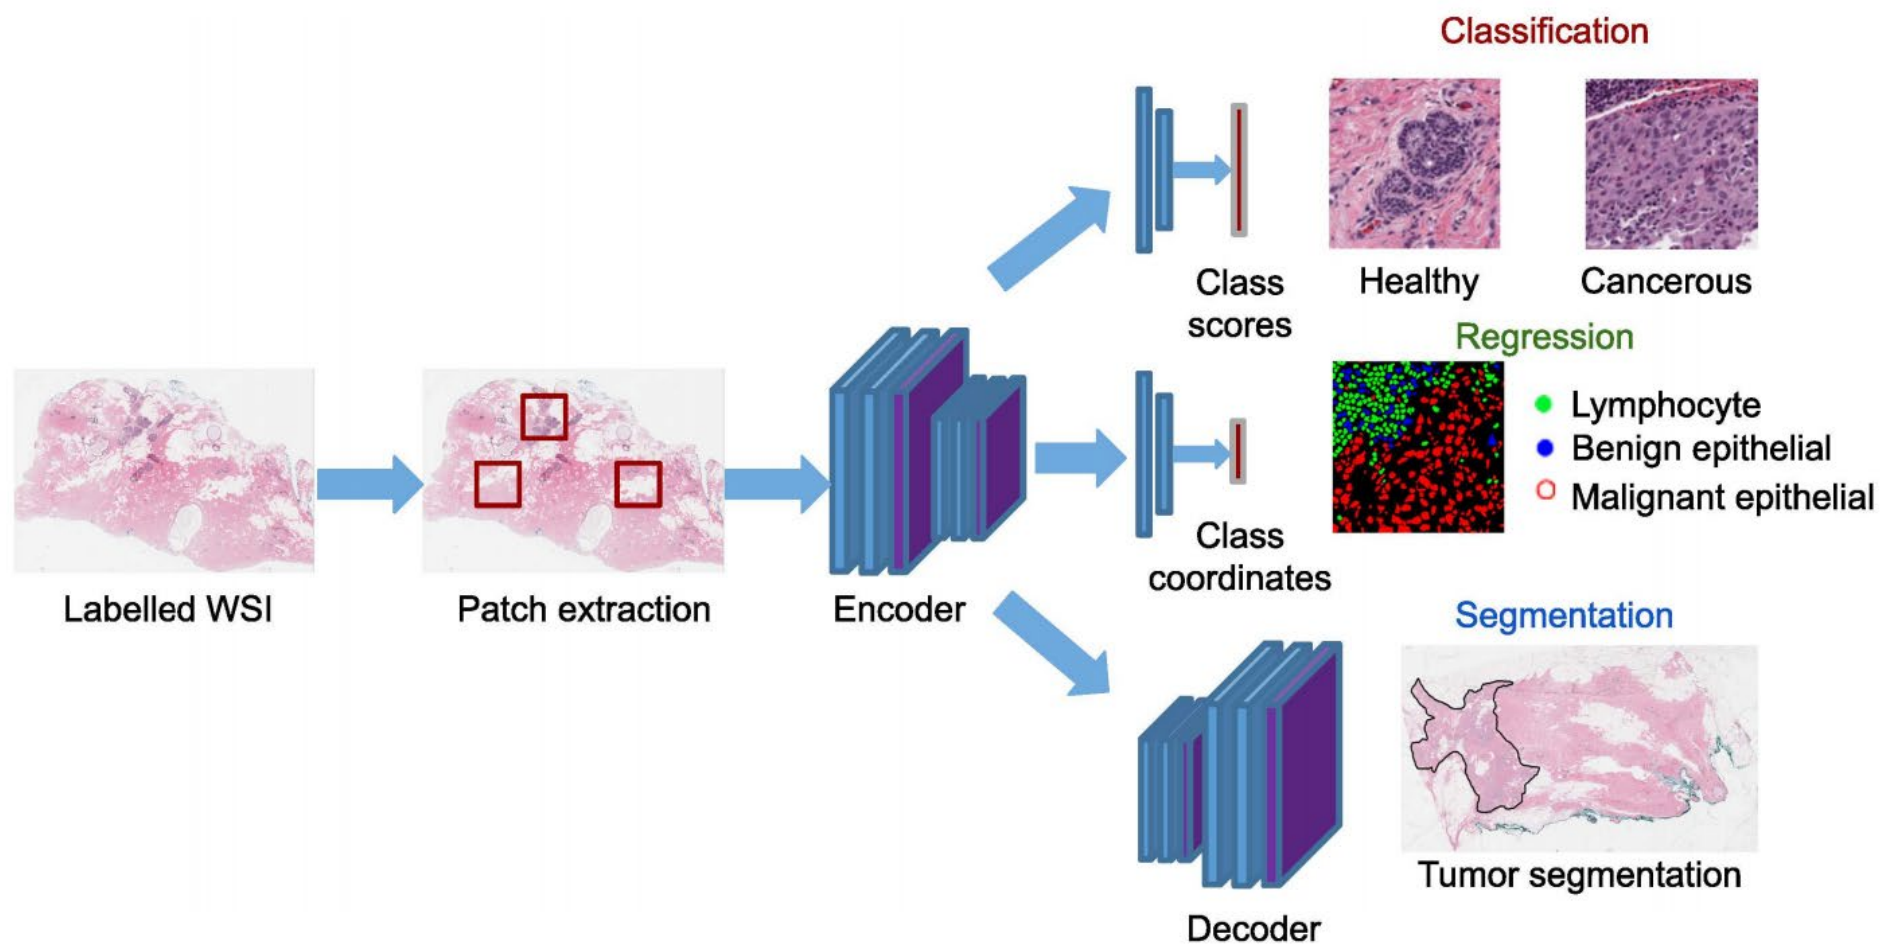 Classification
Class
scores
Healthy
Cancerous
Regression
Lymphocyte
Benign epithelial
Malignant epithelial
Class
coordinates
Labelled WSI
Patch extraction
Encoder
Segmentation
Tumor segmentation
Decoder